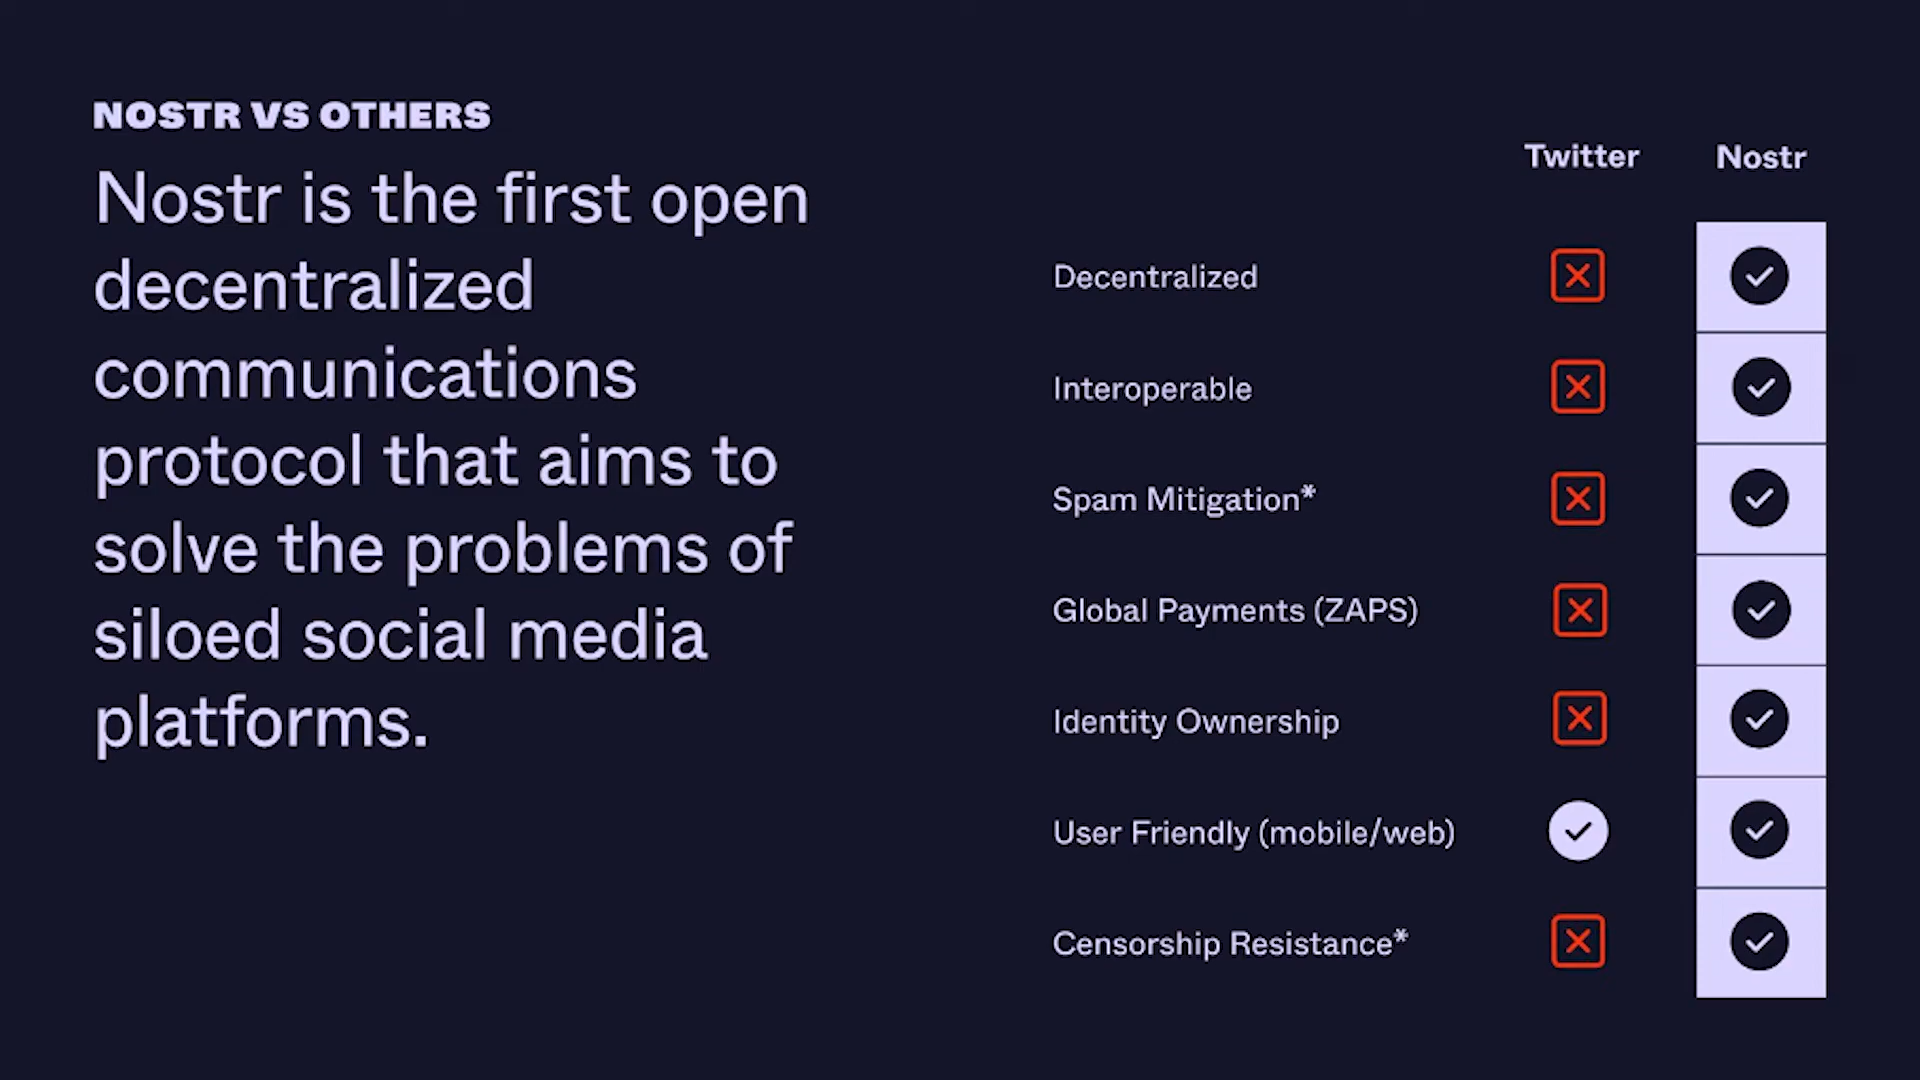 NOSTR VS OTHERS
Nostr is the first open
decentralized
communications
protocol that aims to
solve the problems of
siloed social media
platforms.
Twitter Nostr
Decentralized
Interoperable
Spam Mitigation*
Global Payments (ZAPS)
Identity Ownership
User Friendly (mobile/web)
Censorship Resistance*